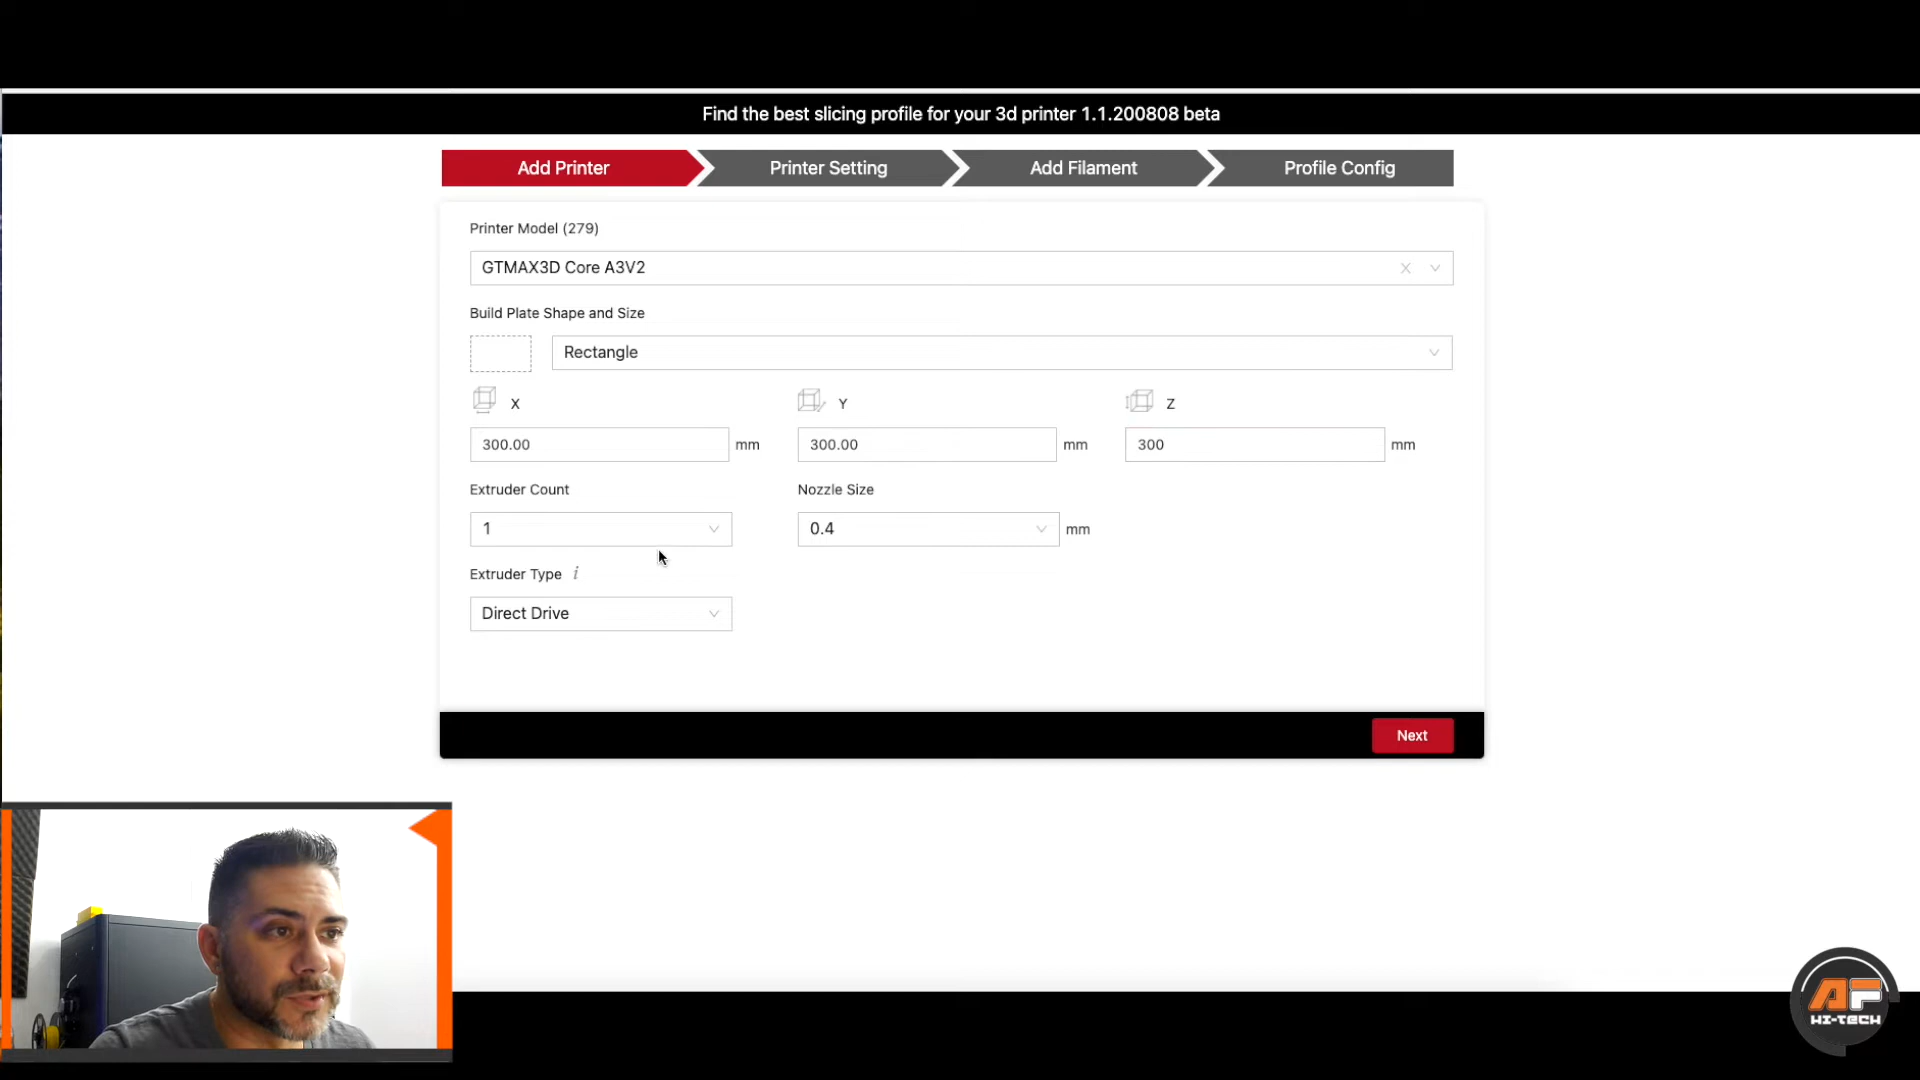 Find the best slicing profile for your 3d printer 1.1.200808 beta
Add Printer
Printer Setting
Add Filament
Profile Config
Printer Model (279)
GTMAX3D Core A3V2
Build Plate Shape and Size
Rectangle
X
Y
Z
300.00 mm
300.00 mm
300 mm
Extruder Count
Nozzle Size
1
0.4 mm
Extruder Type i
Direct Drive
Next
AF
HI-TECH